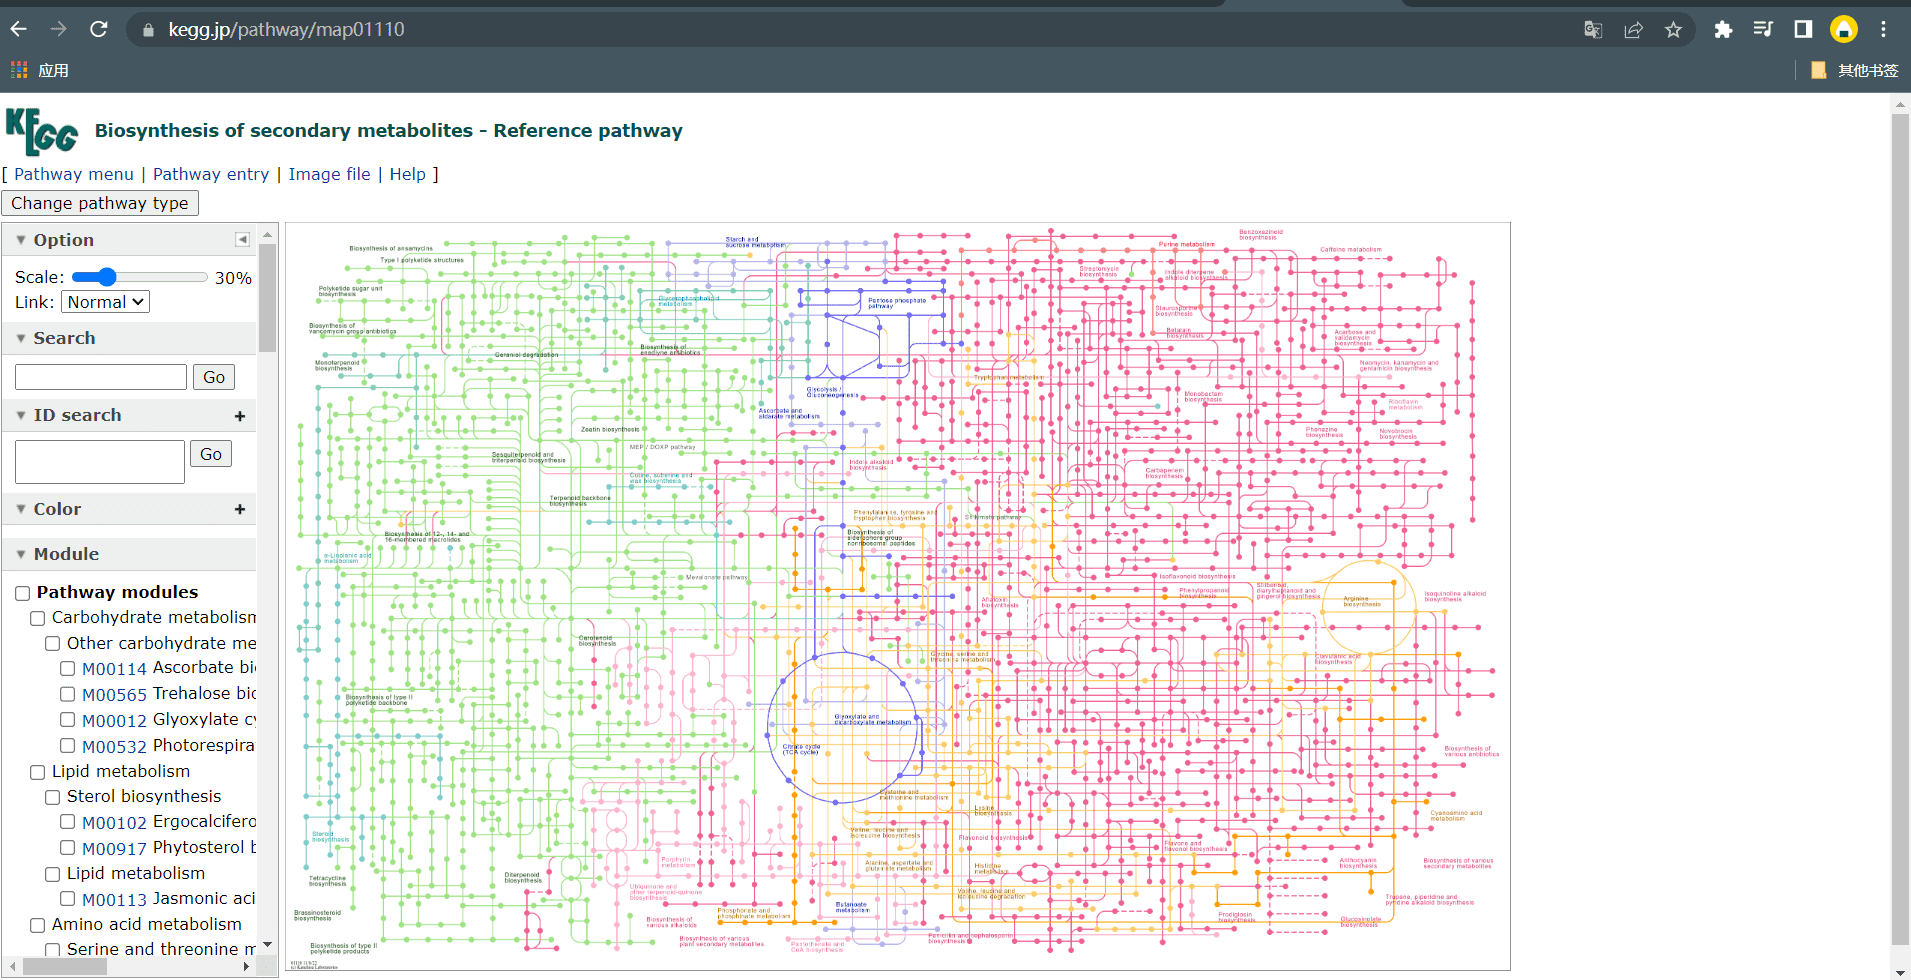 kegg.jp/pathway/map01110
应用
其他书签
KEGG
Biosynthesis of secondary metabolites - Reference pathway
[ Pathway menu | Pathway entry | Image file | Help ]
Change pathway type
Option
Scale: 30%
Link: Normal
Search
Go
ID search +
Go
Color +
Module
Pathway modules
Carbohydrate metabolism
Other carbohydrate me
M00114 Ascorbate bi
M00565 Trehalose bio
M00012 Glyoxylate cy
M00532 Photorespira
Lipid metabolism
Sterol biosynthesis
M00102 Ergocalcifero
M00917 Phytosterol b
Lipid metabolism
M00113 Jasmonic aci
Amino acid metabolism
Serine and threonine m
Biosynthesis of ansamycins
Type I polyketide structures
Polyketide sugar unit
biosynthesis
Biosynthesis of
vancomycin group antibiotics
Monoterpenoid
biosynthesis
Geraniol degradation
Starch and
sucrose metabolism
Glycerophospholipid
metabolism
Biosynthesis of
enediyne antibiotics
Pentose phosphate
pathway
Glycolysis /
Gluconeogenesis
Ascorbate and
aldarate metabolism
Zeatin biosynthesis
MEP / DOXP pathway
Sesquiterpenoid and
triterpenoid biosynthesis
Cutine, suberine and
wax biosynthesis
Terpenoid backbone
biosynthesis
Biosynthesis of 12-, 14- and
16-membered macrolides
α-Linolenic acid
metabolism
Mevalonate pathway
Carotenoid
biosynthesis
Biosynthesis of type II
polyketide backbone
Steroid
biosynthesis
Tetracycline
biosynthesis
Brassinosteroid
biosynthesis
Biosynthesis of type II
polyketide products
Diterpenoid
biosynthesis
Benzoxazinoid
biosynthesis
Purine metabolism
Caffeine metabolism
Streptomycin
biosynthesis
Indole diterpene
alkaloid biosynthesis
Staurosporine
biosynthesis
Betalain
biosynthesis
Acarbose and
validamycin
biosynthesis
Neomycin, kanamycin and
gentamicin biosynthesis
Tryptophan metabolism
Monobactam
biosynthesis
Riboflavin
metabolism
Phenazine
biosynthesis
Novobiocin
biosynthesis
Indole alkaloid
biosynthesis
Carbapenem
biosynthesis
Phenylalanine, tyrosine and
tryptophan biosynthesis
Shikimate pathway
Biosynthesis of
siderophore group
nonribosomal peptides
Isoflavonoid biosynthesis
Phenylpropanoid
biosynthesis
Stilbenoid,
diarylheptanoid and
gingerol biosynthesis
Arginine
biosynthesis
Isoquinoline alkaloid
biosynthesis
Aflatoxin
biosynthesis
Glycine, serine and
threonine metabolism
Clavulanic acid
biosynthesis
Glyoxylate and
dicarboxylate metabolism
Citrate cycle
(TCA cycle)
Biosynthesis of
various antibiotics
Cysteine and
methionine metabolism
Lysine
biosynthesis
Cyanoamino acid
metabolism
Valine, leucine and
isoleucine biosynthesis
Flavonoid biosynthesis
Flavone and
flavonol biosynthesis
Porphyrin
metabolism
Alanine, aspartate and
glutamate metabolism
Histidine
metabolism
Anthocyanin
biosynthesis
Biosynthesis of various
secondary metabolites
Ubiquinone and
other terpenoid-quinone
biosynthesis
Valine, leucine and
isoleucine degradation
Tropane, piperidine and
pyridine alkaloid biosynthesis
Butanoate
metabolism
Phosphonate and
phosphinate metabolism
Prodigiosin
biosynthesis
Glucosinolate
biosynthesis
Biosynthesis of
various alkaloids
Biosynthesis of various
plant secondary metabolites
Pantothenate and
CoA biosynthesis
Penicillin and cephalosporin
biosynthesis
(c) Kanehisa Laboratories